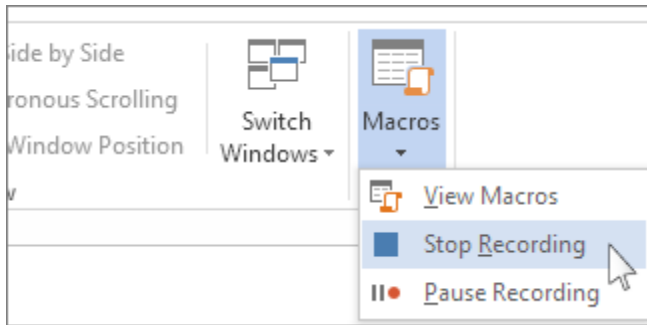 ide by Side
ronous Scrolling
Window Position
Switch
Windows
Macros
View Macros
Stop Recording
Pause Recording